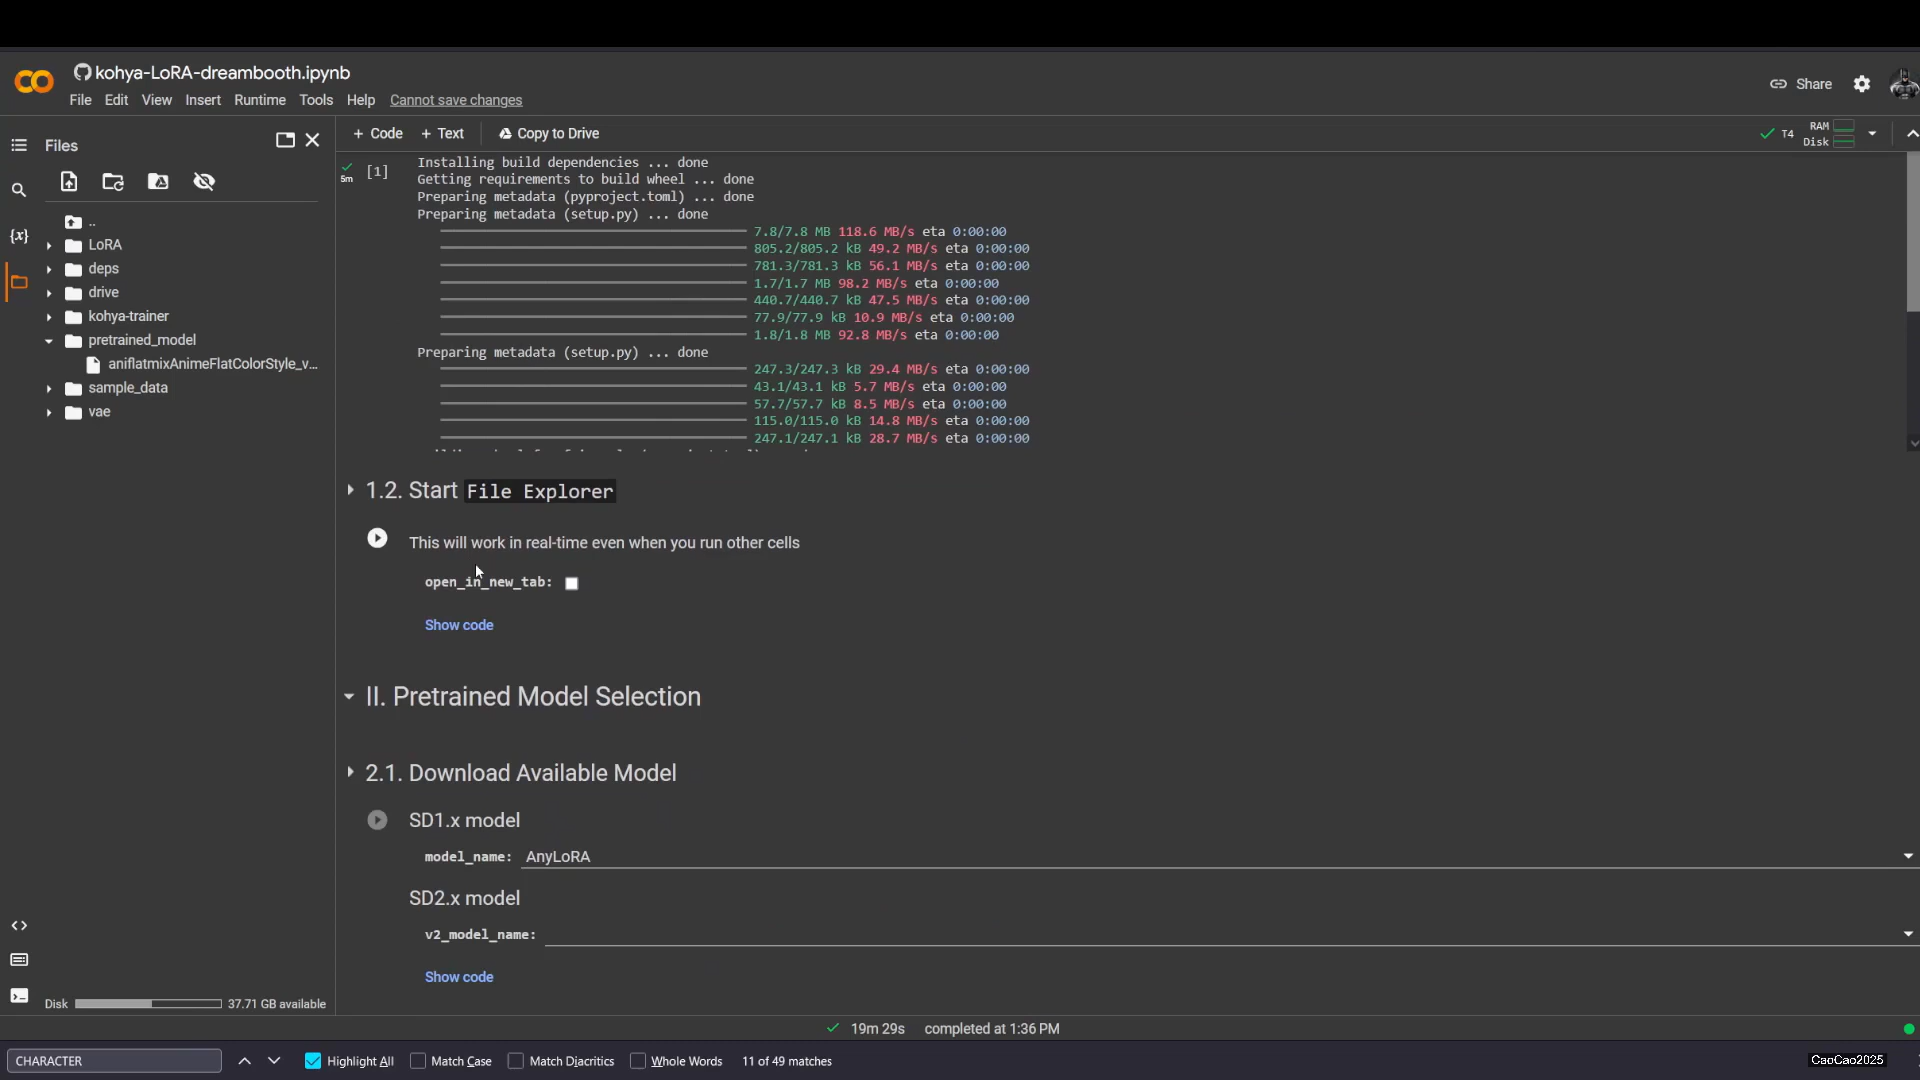 kohya-LoRA-dreambooth.ipynb
File Edit View Insert Runtime Tools Help Cannot save changes
Share
Files
+ Code + Text Copy to Drive
T4 RAM
Disk
..
LoRA
deps
drive
kohya-trainer
pretrained_model
aniflatmixAnimeFlatColorStyle_v...
sample_data
vae
{x}
5m
[1]
Installing build dependencies ... done
Getting requirements to build wheel ... done
Preparing metadata (pyproject.toml) ... done
Preparing metadata (setup.py) ... done
7.8/7.8 MB 118.6 MB/s eta 0:00:00
805.2/805.2 kB 49.2 MB/s eta 0:00:00
781.3/781.3 kB 56.1 MB/s eta 0:00:00
1.7/1.7 MB 98.2 MB/s eta 0:00:00
440.7/440.7 kB 47.5 MB/s eta 0:00:00
77.9/77.9 kB 10.9 MB/s eta 0:00:00
1.8/1.8 MB 92.8 MB/s eta 0:00:00
Preparing metadata (setup.py) ... done
247.3/247.3 kB 29.4 MB/s eta 0:00:00
43.1/43.1 kB 5.7 MB/s eta 0:00:00
57.7/57.7 kB 8.5 MB/s eta 0:00:00
115.0/115.0 kB 14.8 MB/s eta 0:00:00
247.1/247.1 kB 28.7 MB/s eta 0:00:00
1.2. Start File Explorer
This will work in real-time even when you run other cells
open_in_new_tab:
Show code
II. Pretrained Model Selection
2.1. Download Available Model
SD1.x model
model_name: AnyLoRA
SD2.x model
v2_model_name:
Show code
Disk 37.71 GB available
19m 29s completed at 1:36 PM
CHARACTER Highlight All Match Case Match Diacritics Whole Words 11 of 49 matches
CaoCao2025